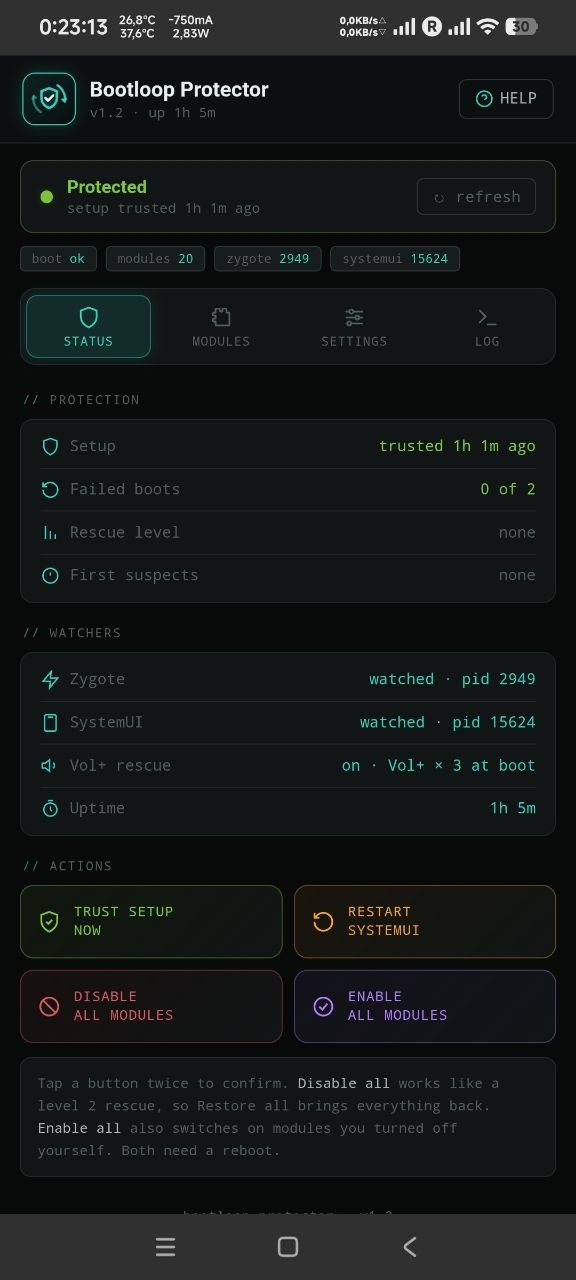 0:23:13 26,8°C -750mA 0,0KB/s△ R 30
37,6°C 2,83W 0,0KB/s▽
Bootloop Protector
v1.2 · up 1h 5m
HELP
Protected
setup trusted 1h 1m ago
↻ refresh
boot ok modules 20 zygote 2949 systemui 15624
STATUS MODULES SETTINGS LOG
// PROTECTION
Setup trusted 1h 1m ago
Failed boots 0 of 2
Rescue level none
First suspects none
// WATCHERS
Zygote watched · pid 2949
SystemUI watched · pid 15624
Vol+ rescue on · Vol+ × 3 at boot
Uptime 1h 5m
// ACTIONS
TRUST SETUP
NOW
RESTART
SYSTEMUI
DISABLE
ALL MODULES
ENABLE
ALL MODULES
Tap a button twice to confirm. Disable all works like a
level 2 rescue, so Restore all brings everything back.
Enable all also switches on modules you turned off
yourself. Both need a reboot.
bootloop protector · v1.2